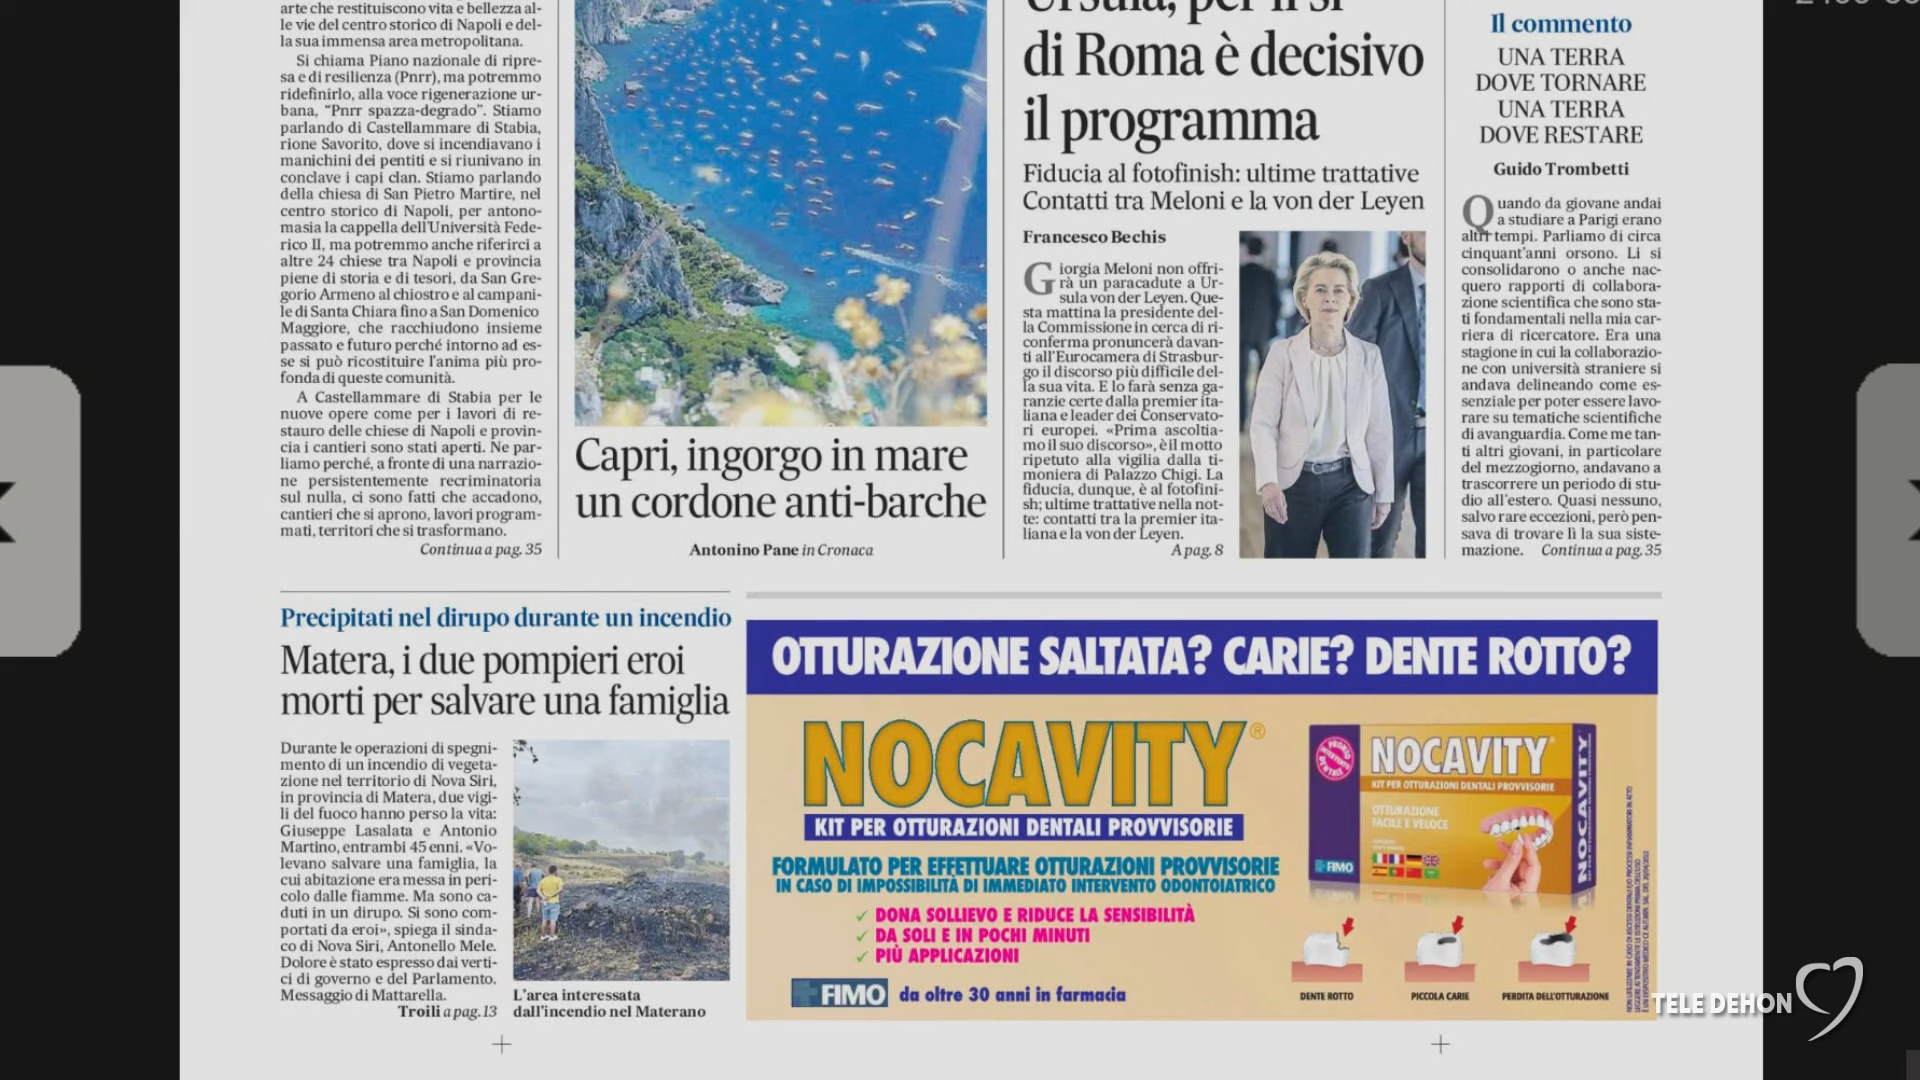 arte che restituiscono vita e bellezza al-
le vie del centro storico di Napoli e del-
la sua immensa area metropolitana.
Si chiama Piano nazionale di ripre-
sa e di resilienza (Pnrr), ma potremmo
ridefinirlo, alla voce rigenerazione ur-
bana, “Pnrr spazza-degrado”. Stiamo
parlando di Castellammare di Stabia,
rione Savorito, dove si incendiavano i
manichini dei pentiti e si riunivano in
conclave i capi clan. Stiamo parlando
della chiesa di San Pietro Martire, nel
centro storico di Napoli, per antono-
masia la cappella dell'Università Fede-
rico II, ma potremmo anche riferirci a
altre 24 chiese tra Napoli e provincia
piene di storia e di tesori, da San Gre-
gorio Armeno al chiostro e al campani-
le di Santa Chiara fino a San Domenico
Maggiore, che racchiudono insieme
passato e futuro perché intorno ad es-
se si può ricostituire l'anima più pro-
fonda di queste comunità.
A Castellammare di Stabia per le
nuove opere come per i lavori di re-
stauro delle chiese di Napoli e provin-
cia i cantieri sono stati aperti. Ne par-
liamo perché, a fronte di una narrazio-
ne persistentemente recriminatoria
sul nulla, ci sono fatti che accadono,
cantieri che si aprono, lavori program-
mati, territori che si trasformano.
Continua a pag. 35
Capri, ingorgo in mare
un cordone anti-barche
Antonino Pane in Cronaca
Ursula, per il sì
di Roma è decisivo
il programma
Fiducia al fotofinish: ultime trattative
Contatti tra Meloni e la von der Leyen
Francesco Bechis
Giorgia Meloni non offri-
rà un paracadute a Ur-
sula von der Leyen. Que-
sta mattina la presidente del-
la Commissione in cerca di ri-
conferma pronuncerà davan-
ti all'Eurocamera di Strasbur-
go il discorso più difficile del-
la sua vita. E lo farà senza ga-
ranzie certe dalla premier ita-
liana e leader dei Conservato-
ri europei. «Prima ascoltia-
mo il suo discorso», è il motto
ripetuto alla vigilia dalla ti-
moniera di Palazzo Chigi. La
fiducia, dunque, è al fotofini-
sh; ultime trattative nella not-
te: contatti tra la premier ita-
liana e la von der Leyen.
A pag. 8
Il commento
UNA TERRA
DOVE TORNARE
UNA TERRA
DOVE RESTARE
Guido Trombetti
Quando da giovane andai
a studiare a Parigi erano
altri tempi. Parliamo di circa
cinquant'anni orsono. Lì si
consolidarono o anche nac-
quero rapporti di collabora-
zione scientifica che sono sta-
ti fondamentali nella mia car-
riera di ricercatore. Era una
stagione in cui la collaborazio-
ne con università straniere si
andava delineando come es-
senziale per poter essere lavo-
rare su tematiche scientifiche
di avanguardia. Come me tan-
ti altri giovani, in particolare
del mezzogiorno, andavano a
trascorrere un periodo di stu-
dio all'estero. Quasi nessuno,
salvo rare eccezioni, però pen-
sava di trovare lì la sua siste-
mazione. Continua a pag. 35
Precipitati nel dirupo durante un incendio
Matera, i due pompieri eroi
morti per salvare una famiglia
Durante le operazioni di spegni-
mento di un incendio di vegeta-
zione nel territorio di Nova Siri,
in provincia di Matera, due vigi-
li del fuoco hanno perso la vita:
Giuseppe Lasalata e Antonio
Martino, entrambi 45 enni. «Vo-
levano salvare una famiglia, la
cui abitazione era messa in peri-
colo dalle fiamme. Ma sono ca-
duti in un dirupo. Si sono com-
portati da eroi», spiega il sinda-
co di Nova Siri, Antonello Mele.
Dolore è stato espresso dai verti-
ci di governo e del Parlamento.
Messaggio di Mattarella.
Troili a pag. 13
L'area interessata
dall'incendio nel Materano
OTTURAZIONE SALTATA? CARIE? DENTE ROTTO?
NOCAVITY®
KIT PER OTTURAZIONI DENTALI PROVVISORIE
FORMULATO PER EFFETTUARE OTTURAZIONI PROVVISORIE
IN CASO DI IMPOSSIBILITÀ DI IMMEDIATO INTERVENTO ODONTOIATRICO
✓ DONA SOLLIEVO E RIDUCE LA SENSIBILITÀ
✓ DA SOLI E IN POCHI MINUTI
✓ PIÙ APPLICAZIONI
FIMO da oltre 30 anni in farmacia
PRONTO
INTERVENTO
DENTALE
NOCAVITY
KIT PER OTTURAZIONI DENTALI PROVVISORIE
OTTURAZIONE
FACILE E VELOCE
FIMO
NOCAVITY
DENTE ROTTO
PICCOLA CARIE
PERDITA DELL'OTTURAZIONE
TELE DEHON